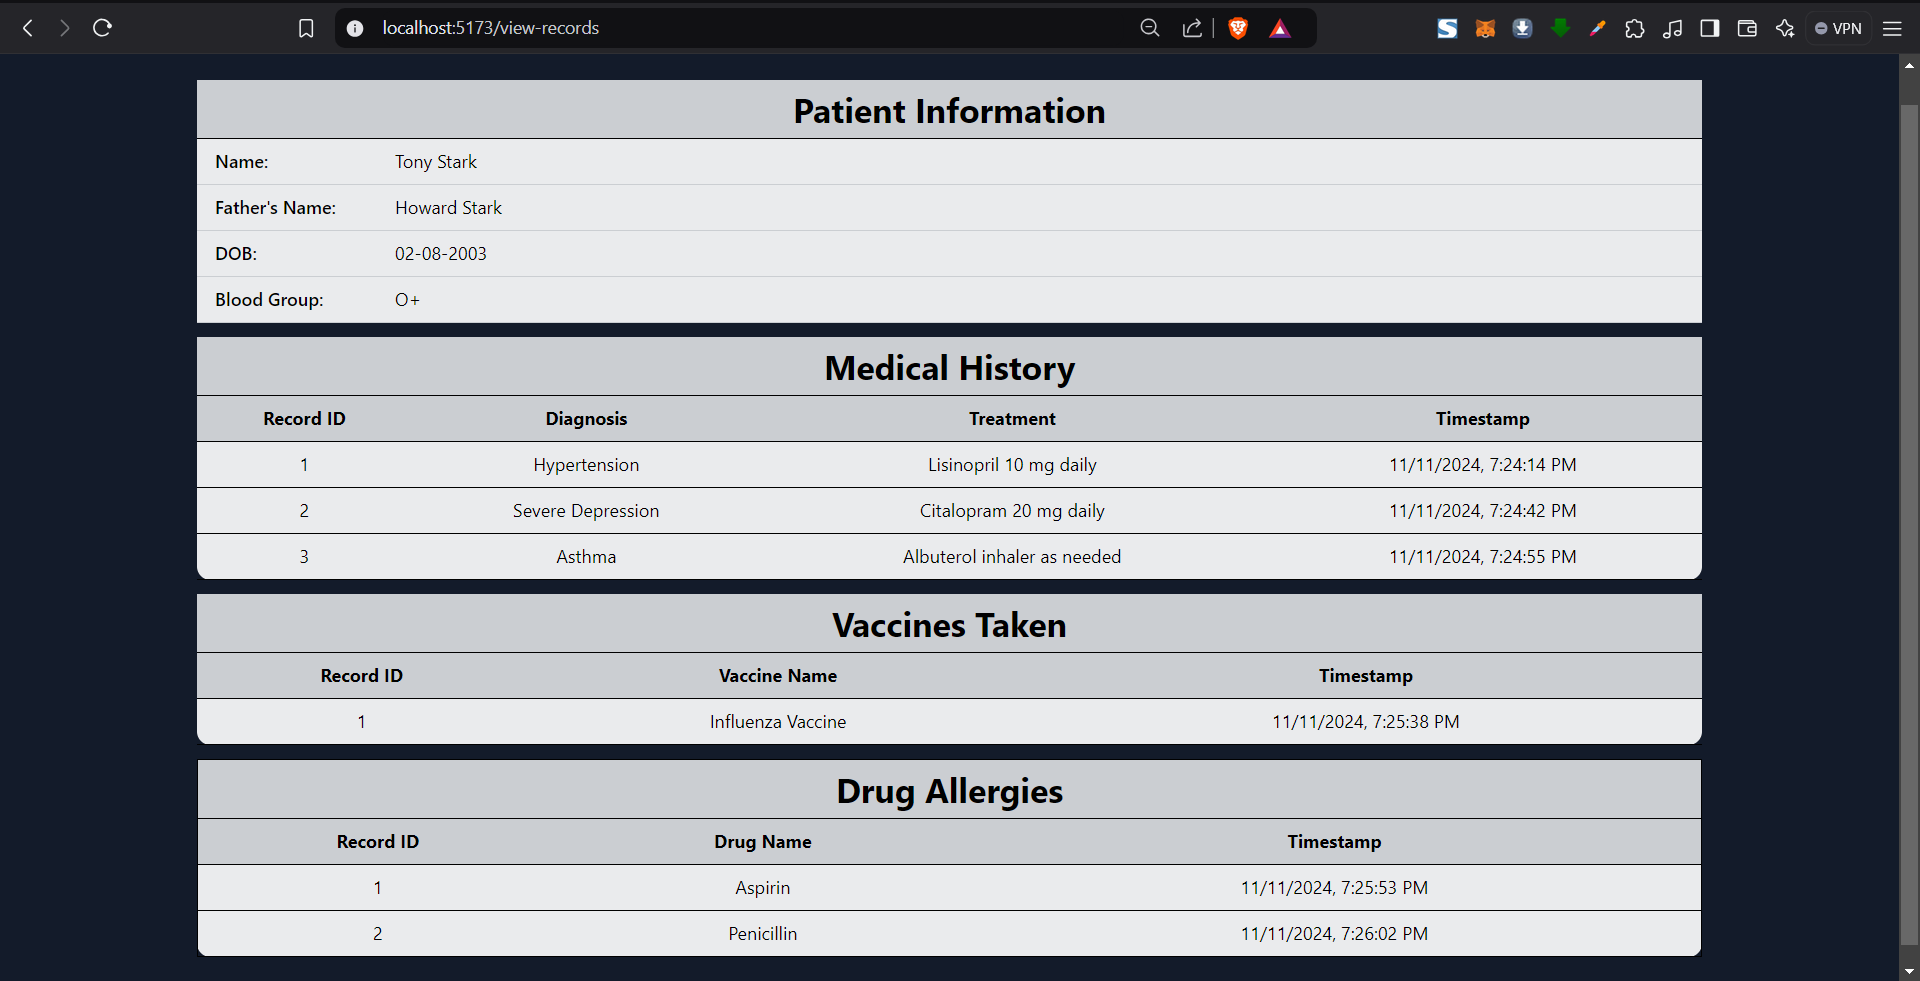 localhost:5173/view-records
VPN
Patient Information
Name: Tony Stark
Father's Name: Howard Stark
DOB: 02-08-2003
Blood Group: O+
Medical History
Record ID Diagnosis Treatment Timestamp
1 Hypertension Lisinopril 10 mg daily 11/11/2024, 7:24:14 PM
2 Severe Depression Citalopram 20 mg daily 11/11/2024, 7:24:42 PM
3 Asthma Albuterol inhaler as needed 11/11/2024, 7:24:55 PM
Vaccines Taken
Record ID Vaccine Name Timestamp
1 Influenza Vaccine 11/11/2024, 7:25:38 PM
Drug Allergies
Record ID Drug Name Timestamp
1 Aspirin 11/11/2024, 7:25:53 PM
2 Penicillin 11/11/2024, 7:26:02 PM